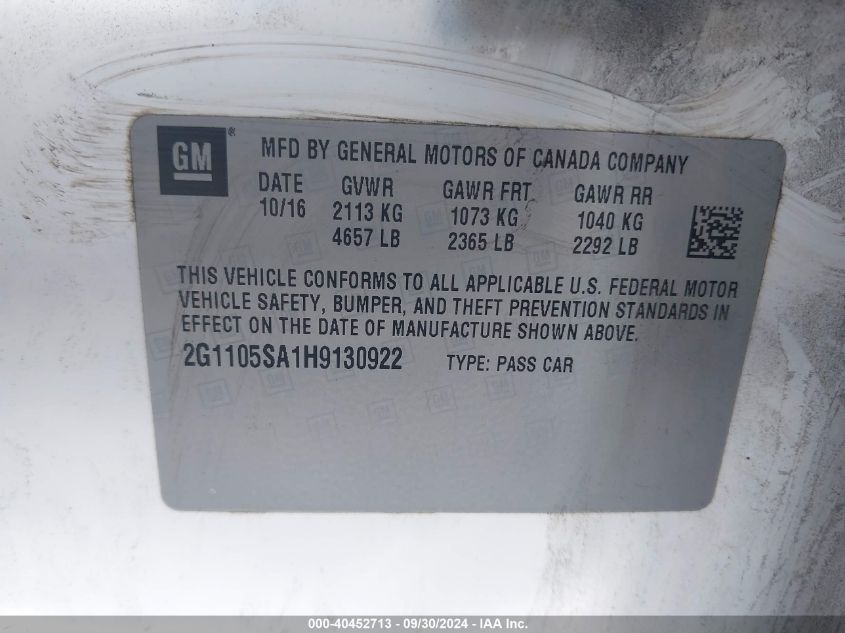 GM ® MFD BY GENERAL MOTORS OF CANADA COMPANY
DATE GVWR GAWR FRT GAWR RR
10/16 2113 KG 1073 KG 1040 KG
4657 LB 2365 LB 2292 LB
THIS VEHICLE CONFORMS TO ALL APPLICABLE U.S. FEDERAL MOTOR
VEHICLE SAFETY, BUMPER, AND THEFT PREVENTION STANDARDS IN
EFFECT ON THE DATE OF MANUFACTURE SHOWN ABOVE.
2G1105SA1H9130922 TYPE: PASS CAR
000-40452713 - 09/30/2024 - IAA Inc.